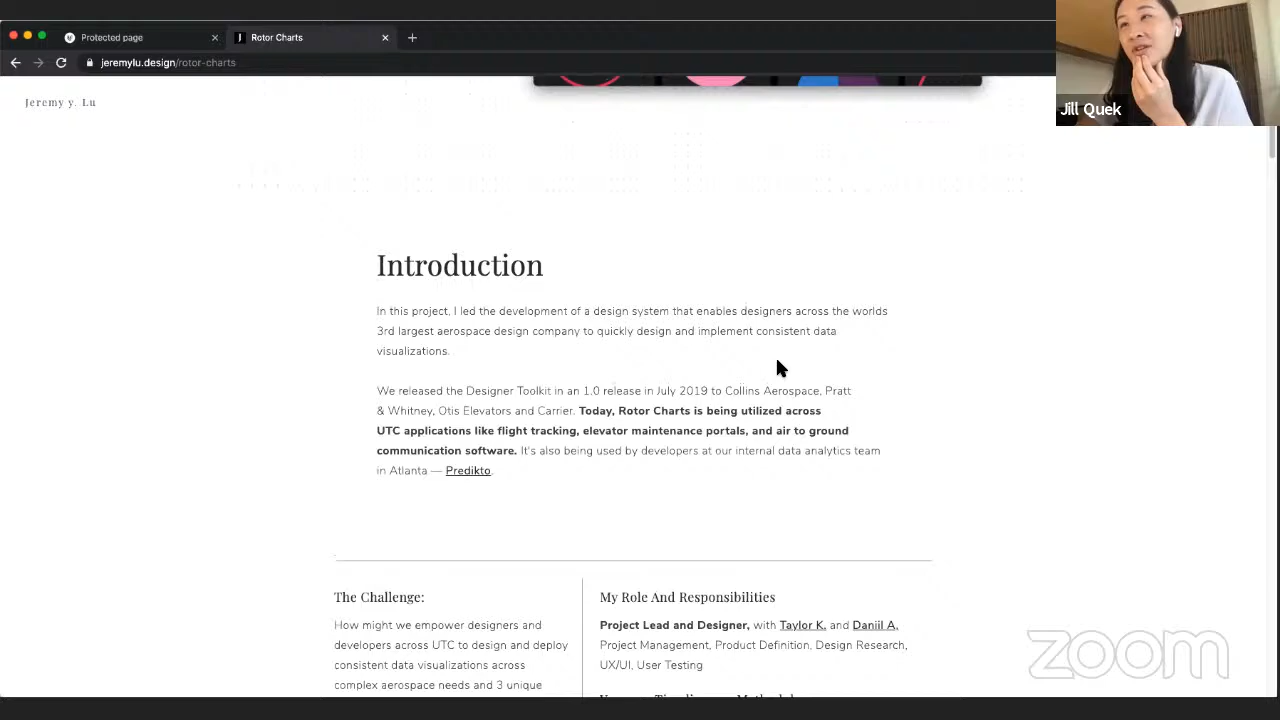 Protected page
Rotor Charts
jeremylu.design/rotor-charts
Jill Quek
Jeremy y. Lu
Introduction
In this project, I led the development of a design system that enables designers across the worlds
3rd largest aerospace design company to quickly design and implement consistent data
visualizations.
We released the Designer Toolkit in an 1.0 release in July 2019 to Collins Aerospace, Pratt
& Whitney, Otis Elevators and Carrier. Today, Rotor Charts is being utilized across
UTC applications like flight tracking, elevator maintenance portals, and air to ground
communication software. It's also being used by developers at our internal data analytics team
in Atlanta — Predikto.
The Challenge:
How might we empower designers and
developers across UTC to design and deploy
consistent data visualizations across
complex aerospace needs and 3 unique
My Role And Responsibilities
Project Lead and Designer, with Taylor K. and Daniil A.
Project Management, Product Definition, Design Research,
UX/UI, User Testing
zoom